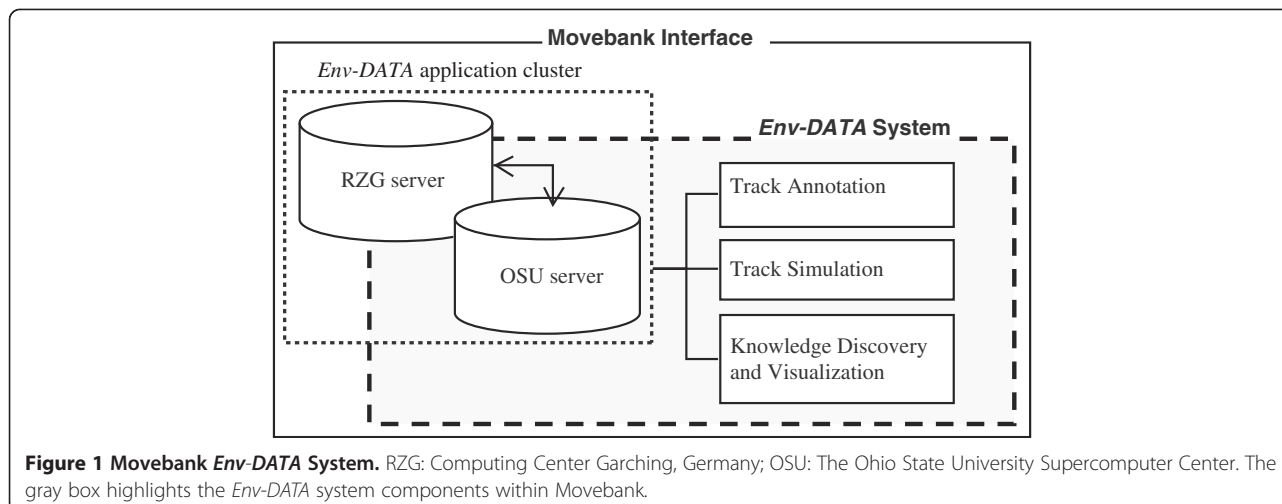 Movebank Interface
Env-DATA application cluster
RZG server
OSU server
Env-DATA System
Track Annotation
Track Simulation
Knowledge Discovery
and Visualization
Figure 1 Movebank Env-DATA System. RZG: Computing Center Garching, Germany; OSU: The Ohio State University Supercomputer Center. The
gray box highlights the Env-DATA system components within Movebank.